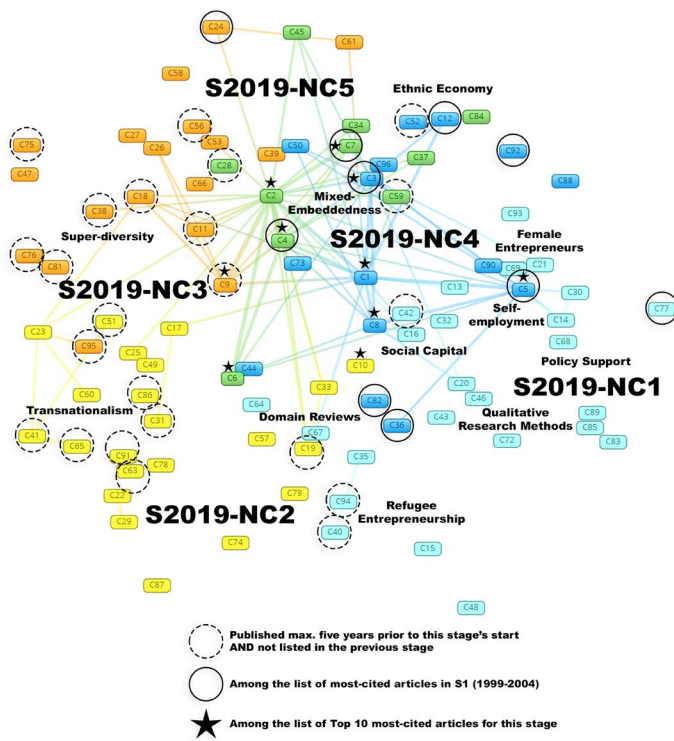 C24
C45
C61
C58
S2019-NC5
Ethnic Economy
C56
C52
C12
C84
C34
C27
C53
C26
C75
C50
C7
C92
C39
C96
C37
C28
C3
C47
C66
C88
C2
Mixed-
Embeddedness
C59
C18
C38
C93
Super-diversity
C11
C4
S2019-NC4
Female
Entrepreneurs
C76
C81
C73
C90
C69
C21
S2019-NC3
C9
C1
C13
C5
C30
C77
Self-
employment
C51
C42
C32
C14
C23
C17
C8
C16
C68
C95
C25
Social Capital
Policy Support
C49
C10
C6
C44
C20
S2019-NC1
C60
C86
C33
C46
C64
C82
Transnationalism
C31
Domain Reviews
C43
Qualitative
Research Methods
C89
C85
C83
C36
C41
C65
C57
C67
C72
C91
C19
C35
C63
C78
C22
C79
C94
Refugee
Entrepreneurship
S2019-NC2
C29
C40
C74
C15
C87
C48
Published max. five years prior to this stage's start
AND not listed in the previous stage
Among the list of most-cited articles in S1 (1999-2004)
Among the list of Top 10 most-cited articles for this stage